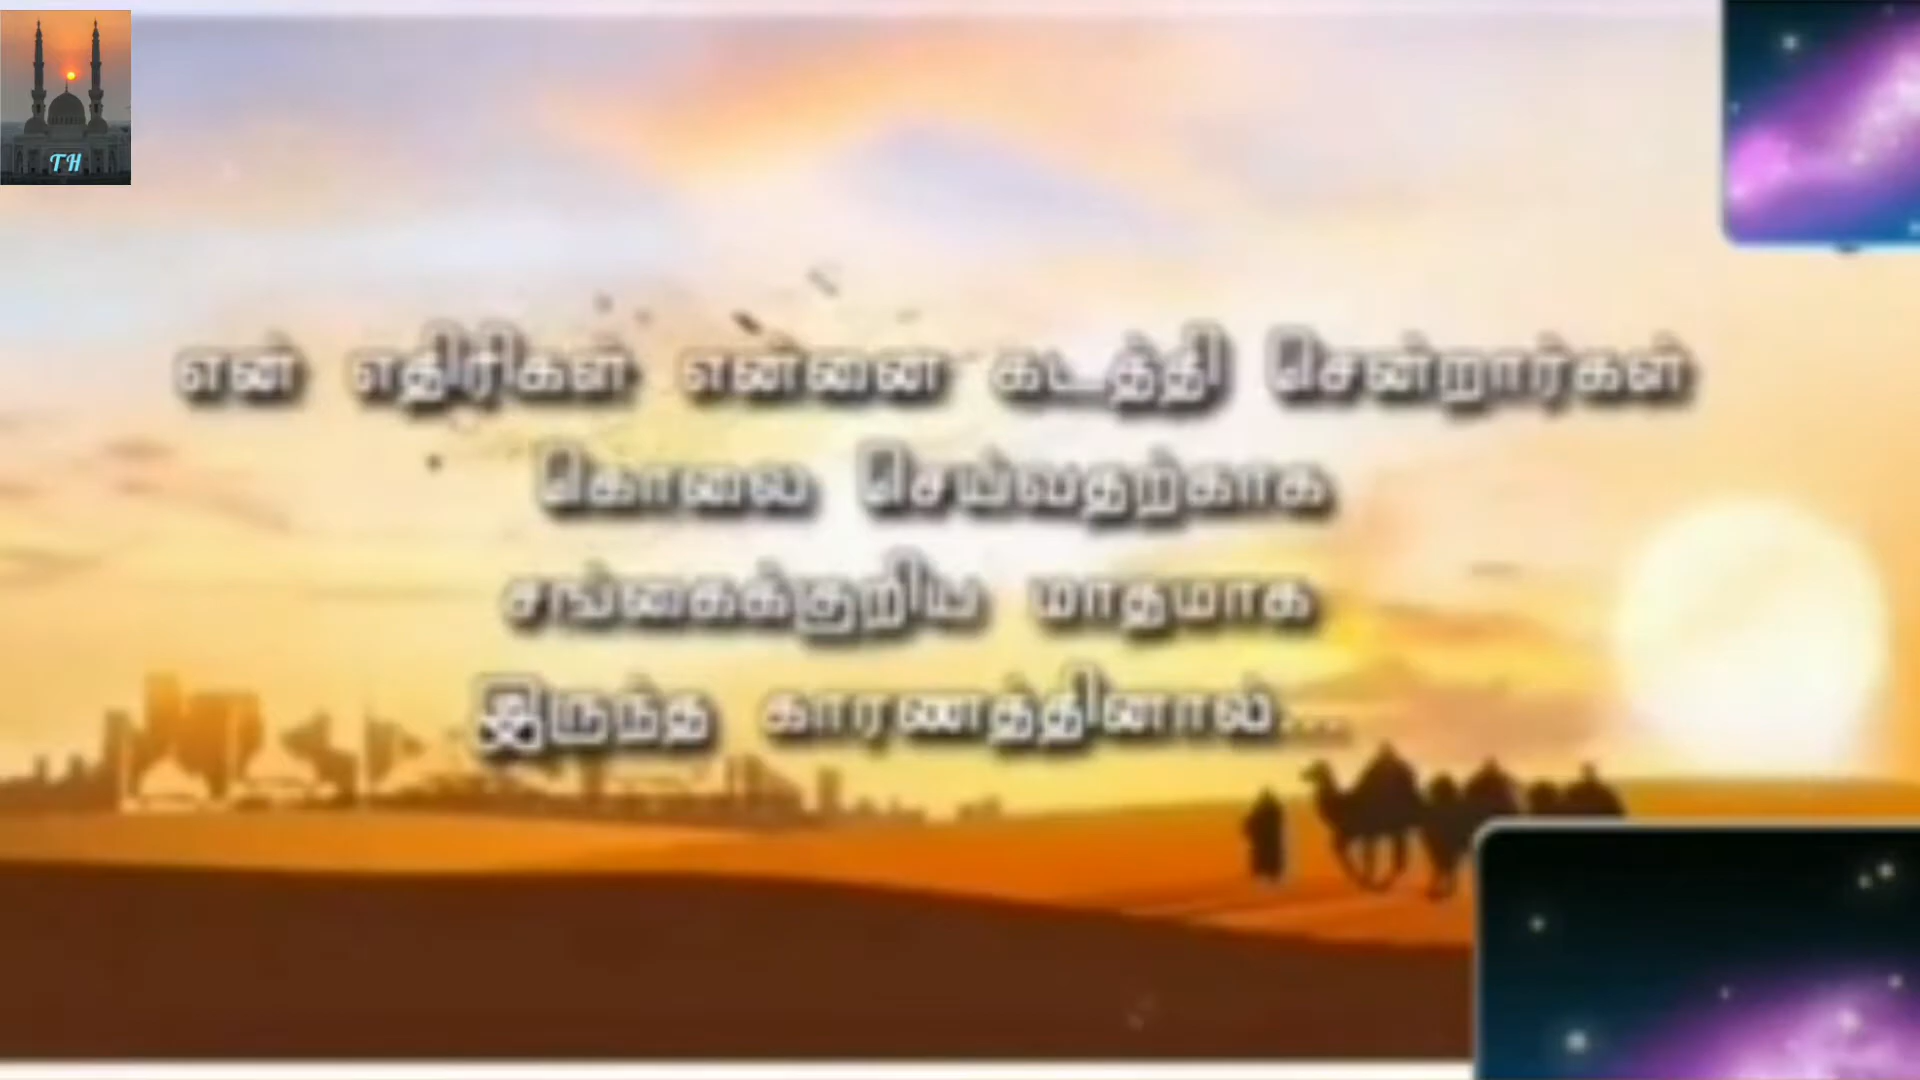 TH
என் எதிரிகள் என்னை கடத்தி சென்றார்கள்
கொலை செய்வதற்காக
சங்கைக்குறிய மாதமாக
இருந்த காரணத்தினால்...